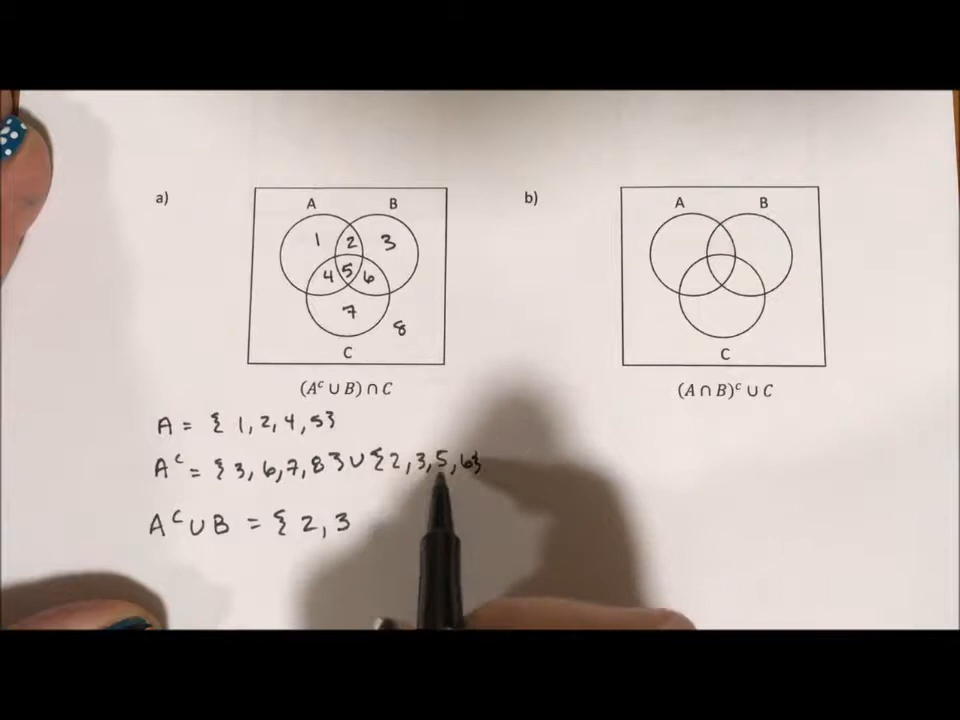 a)
A B
1 2 3
4 5 6
7
8
C
(Aᶜ ∪ B) ∩ C
b)
A B
C
(A ∩ B)ᶜ ∪ C
A = { 1, 2, 4, 5}
Aᶜ = { 3, 6, 7, 8 } ∪ { 2, 3, 5, 6}
Aᶜ ∪ B = { 2, 3